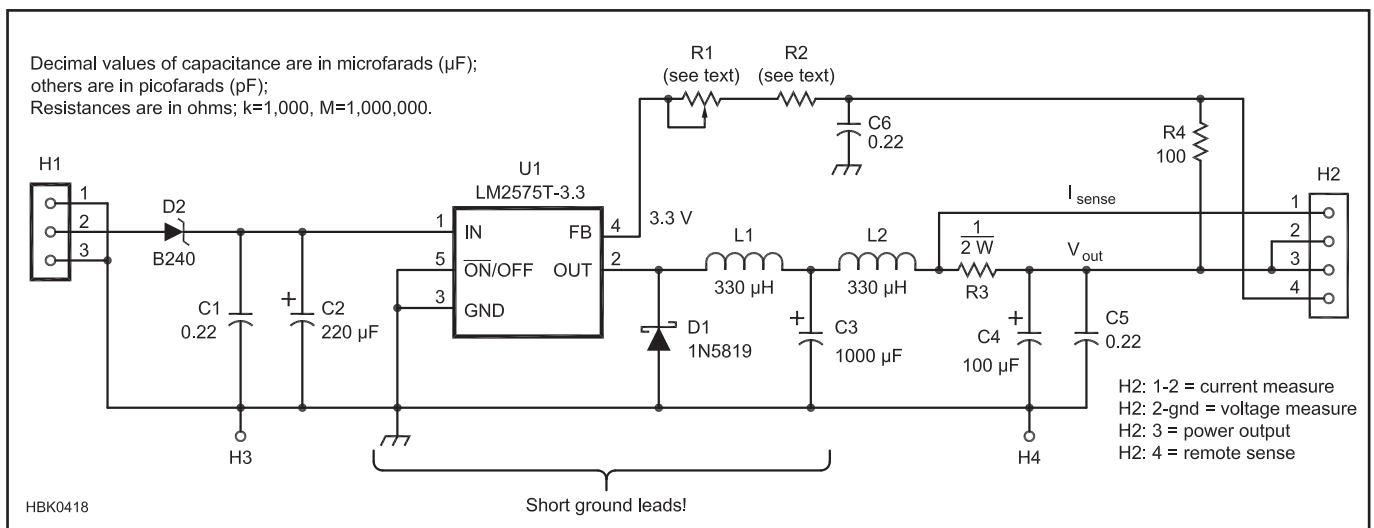 Decimal values of capacitance are in microfarads (µF);
others are in picofarads (pF);
Resistances are in ohms; k=1,000, M=1,000,000.
R1
(see text)
R2
(see text)
C6
0.22
R4
100
H1
1
2
3
D2
B240
C1
0.22
C2
220 µF
U1
LM2575T-3.3
1
IN
FB
4
3.3 V
5
ON/OFF
OUT
2
3
GND
D1
1N5819
L1
330 µH
L2
330 µH
C3
1000 µF
I sense
1
2 W
R3
V out
C4
100 µF
C5
0.22
H2
1
2
3
4
H2: 1-2 = current measure
H2: 2-gnd = voltage measure
H2: 3 = power output
H2: 4 = remote sense
H3
H4
Short ground leads!
HBK0418
+
+
+